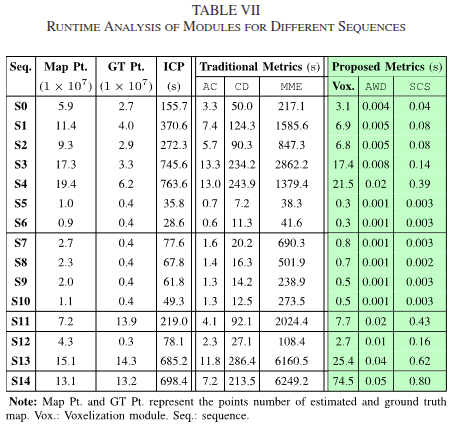 TABLE VII
RUNTIME ANALYSIS OF MODULES FOR DIFFERENT SEQUENCES
Seq. Map Pt. GT Pt. ICP Traditional Metrics (s) Proposed Metrics (s)
(1 × 10⁷) (1 × 10⁷) (s) AC CD MME Vox. AWD SCS
S0 5.9 2.7 155.7 3.3 50.0 217.1 3.1 0.004 0.04
S1 11.4 4.0 370.6 7.4 124.3 1585.6 6.9 0.005 0.08
S2 9.3 2.9 272.3 5.7 90.3 847.3 6.8 0.005 0.08
S3 17.3 3.3 745.6 13.3 234.2 2862.2 17.4 0.008 0.14
S4 19.4 6.2 763.6 13.0 243.9 1379.4 21.5 0.02 0.39
S5 1.0 0.4 35.8 0.7 7.2 38.3 0.3 0.001 0.003
S6 0.9 0.4 28.6 0.6 11.3 41.6 0.3 0.001 0.003
S7 2.7 0.4 77.6 1.6 20.2 690.3 0.8 0.001 0.003
S8 2.3 0.4 67.8 1.4 16.3 501.9 0.7 0.001 0.002
S9 2.0 0.4 61.8 1.3 14.2 238.9 0.5 0.001 0.003
S10 1.1 0.4 49.3 1.3 12.5 273.5 0.5 0.001 0.003
S11 7.2 13.9 219.0 4.1 92.1 2024.4 7.7 0.02 0.43
S12 4.3 0.3 78.1 2.3 27.1 108.4 2.7 0.01 0.16
S13 15.1 14.3 685.2 11.8 286.4 6160.5 25.4 0.04 0.62
S14 13.1 13.2 698.4 7.2 213.5 6249.2 74.5 0.05 0.80
Note: Map Pt. and GT Pt. represent the points number of estimated and ground truth
map. Vox.: Voxelization module. Seq.: sequence.